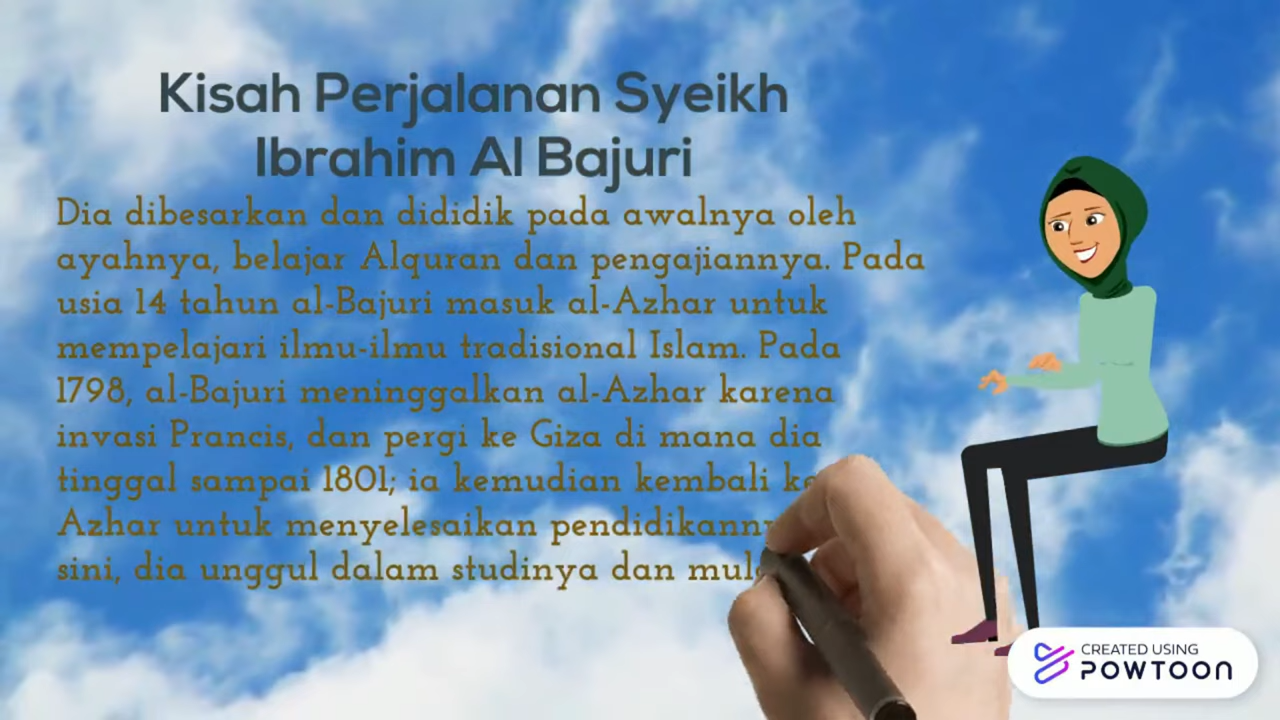 Kisah Perjalanan Syeikh
Ibrahim Al Bajuri
Dia dibesarkan dan dididik pada awalnya oleh
ayahnya, belajar Alquran dan pengajiannya. Pada
usia 14 tahun al-Bajuri masuk al-Azhar untuk
mempelajari ilmu-ilmu tradisional Islam. Pada
1798, al-Bajuri meninggalkan al-Azhar karena
invasi Prancis, dan pergi ke Giza di mana dia
tinggal sampai 1801; ia kemudian kembali
Azhar untuk menyelesaikan
sini, dia unggul dalam studinya dan
CREATED USING
POWTOON